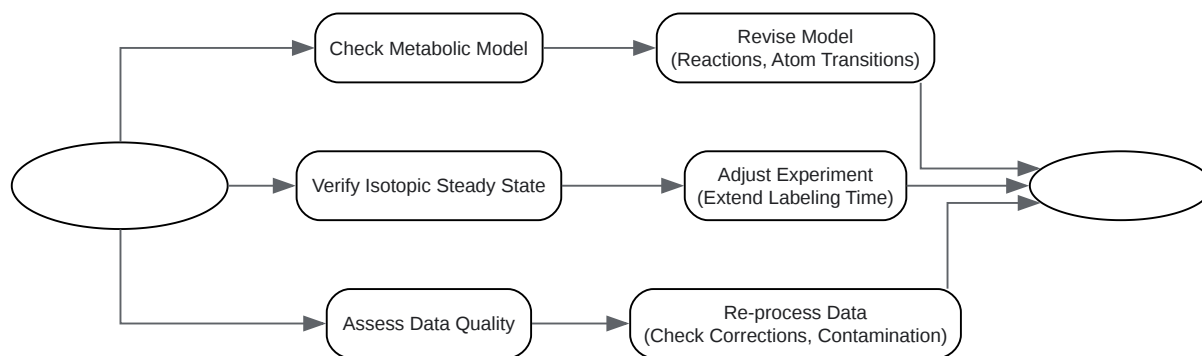 Check Metabolic Model
Revise Model
(Reactions, Atom Transitions)
Verify Isotopic Steady State
Adjust Experiment
(Extend Labeling Time)
Assess Data Quality
Re-process Data
(Check Corrections, Contamination)